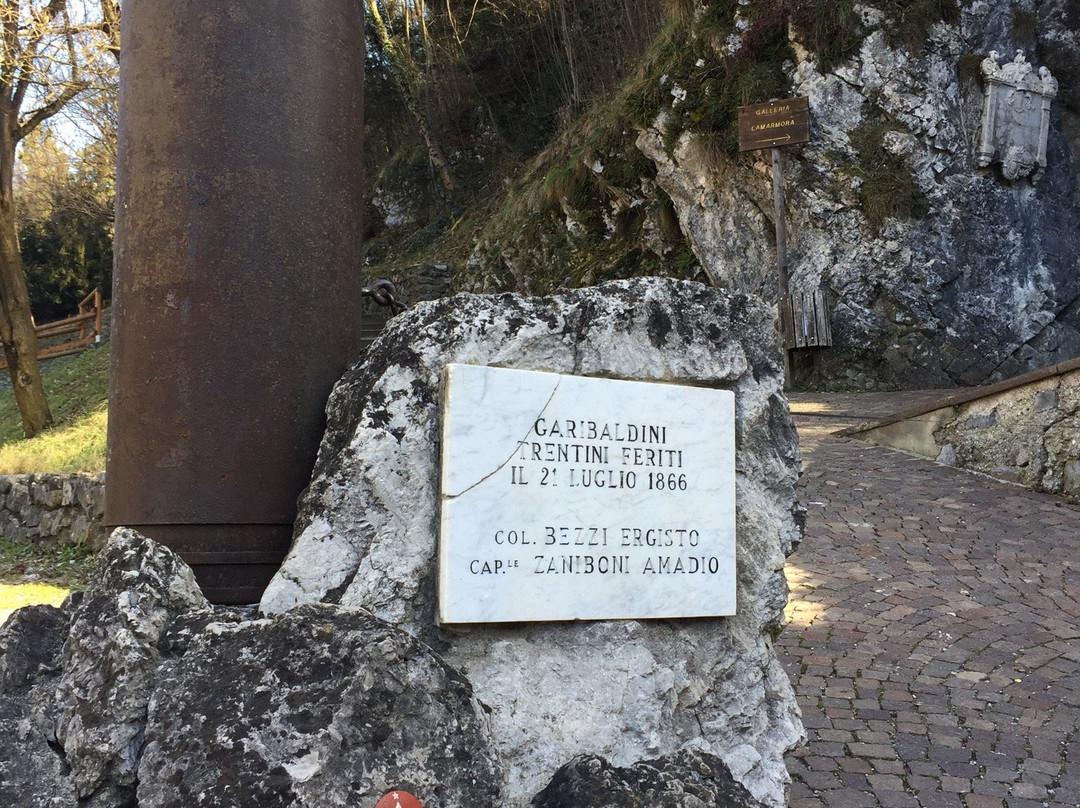 GALLERIA
LAMARMORA
GARIBALDINI
TRENTINI FERITI
IL 21 LUGLIO 1866
COL. BEZZI ERGISTO
CAP.LE ZANIBONI AMADIO